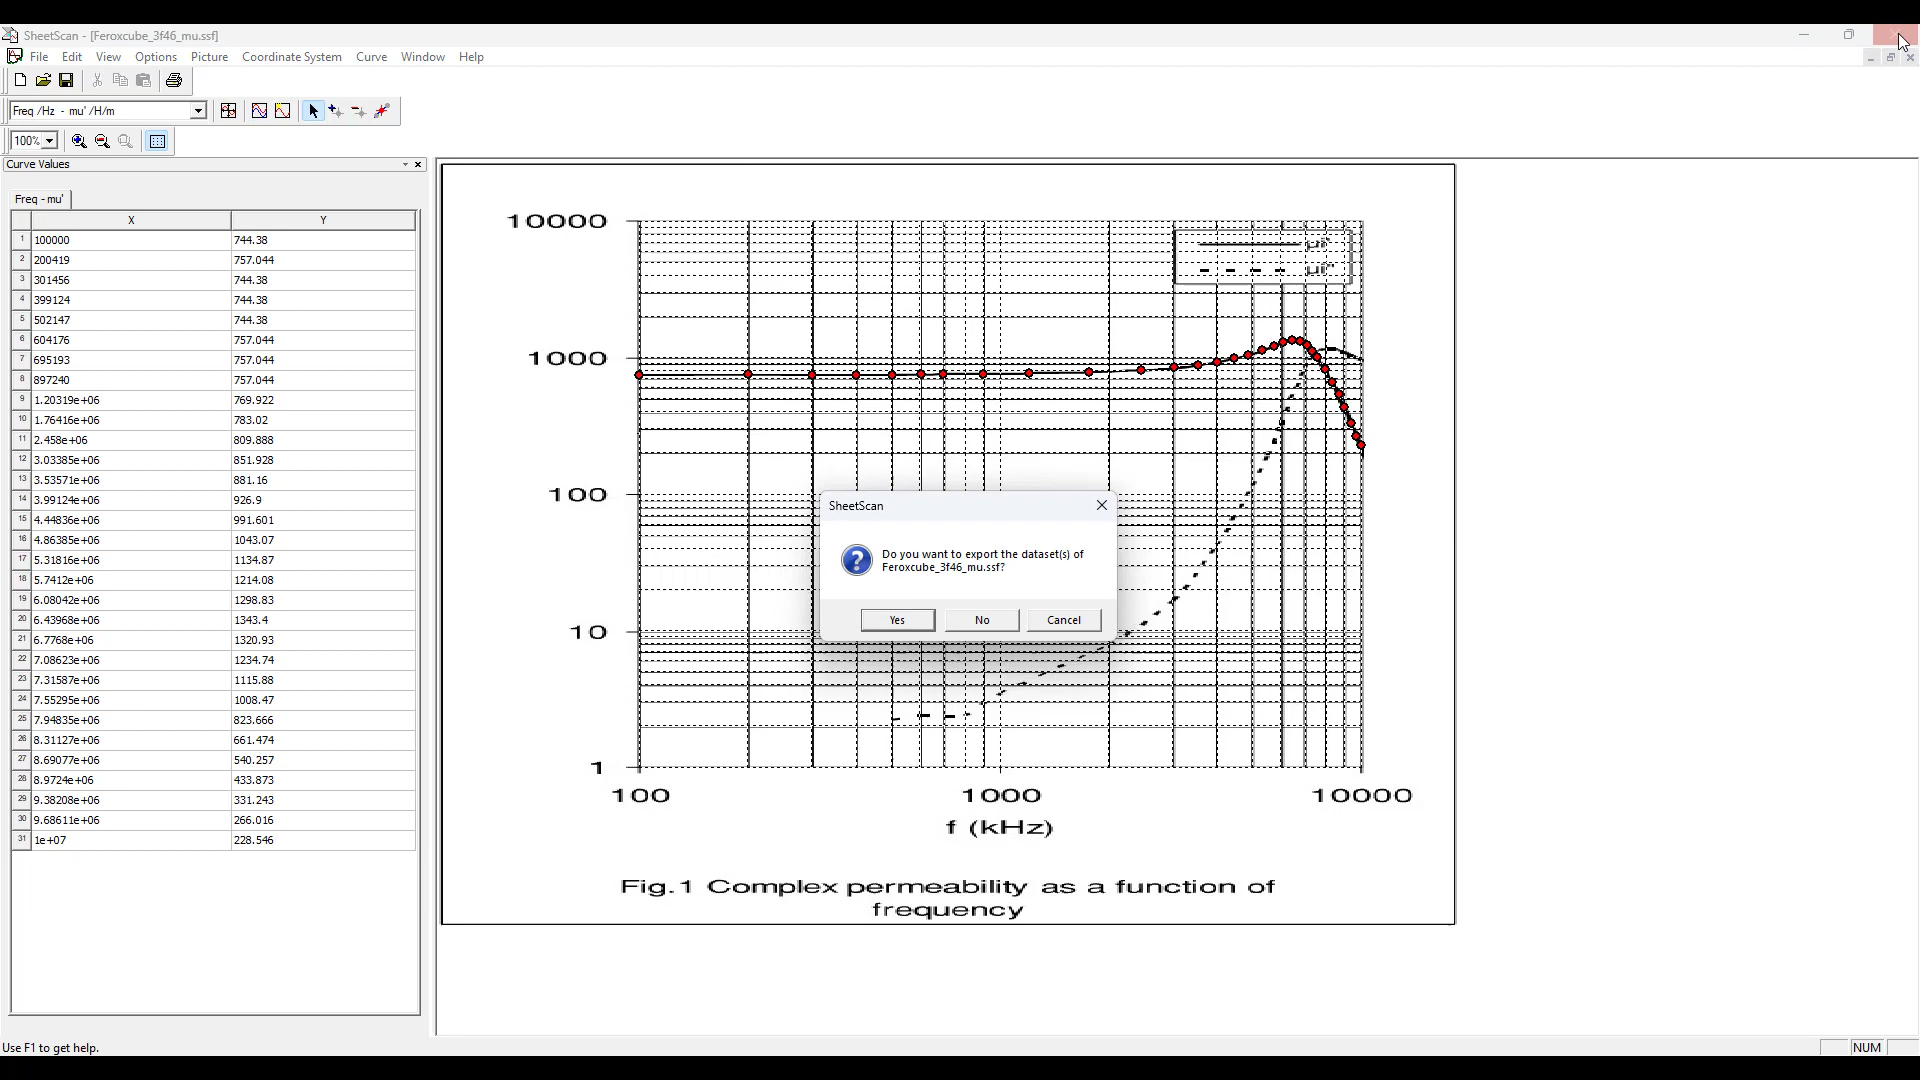 SheetScan - [Feroxcube_3f46_mu.ssf]
File Edit View Options Picture Coordinate System Curve Window Help
Freq /Hz - mu' /H/m
100%
Curve Values
Freq - mu'
X Y
1 100000 744.38
2 200419 757.044
3 301456 744.38
4 399124 744.38
5 502147 744.38
6 604176 757.044
7 695193 757.044
8 897240 757.044
9 1.20319e+06 769.922
10 1.76416e+06 783.02
11 2.458e+06 809.888
12 3.03385e+06 851.928
13 3.53571e+06 881.16
14 3.99124e+06 926.9
15 4.44836e+06 991.601
16 4.86385e+06 1043.07
17 5.31816e+06 1134.87
18 5.7412e+06 1214.08
19 6.08042e+06 1298.83
20 6.43968e+06 1343.4
21 6.7768e+06 1320.93
22 7.08623e+06 1234.74
23 7.31587e+06 1115.88
24 7.55295e+06 1008.47
25 7.94835e+06 823.666
26 8.31127e+06 661.474
27 8.69077e+06 540.257
28 8.9724e+06 433.873
29 9.38208e+06 331.243
30 9.68611e+06 266.016
31 1e+07 228.546
10000
1000
100
10
1
100 1000 10000
f (kHz)
µi'
µi"
Fig.1 Complex permeability as a function of
frequency
SheetScan
Do you want to export the dataset(s) of
Feroxcube_3f46_mu.ssf?
Yes No Cancel
Use F1 to get help.
NUM